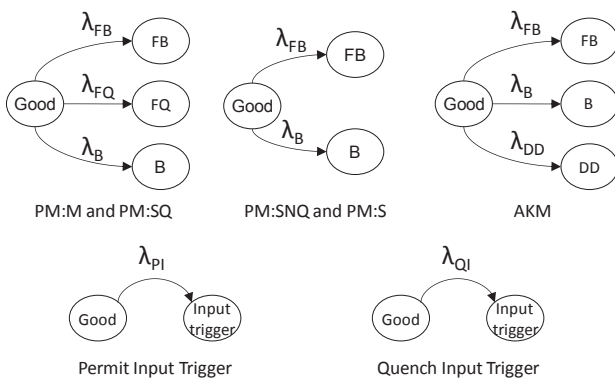 λFB
FB
λFQ
Good
FQ
λB
B
PM:M and PM:SQ
λFB
FB
Good
λB
B
PM:SNQ and PM:S
λFB
FB
λB
Good
B
λDD
DD
AKM
λPI
Good
Input
trigger
Permit Input Trigger
λQI
Good
Input
trigger
Quench Input Trigger